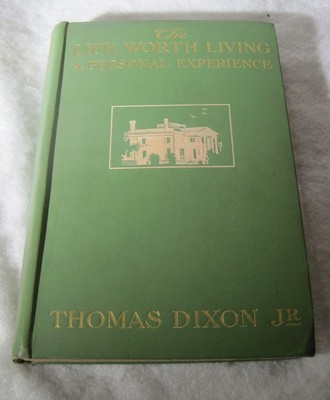 The
LIFE WORTH LIVING
A PERSONAL EXPERIENCE
THOMAS DIXON JR